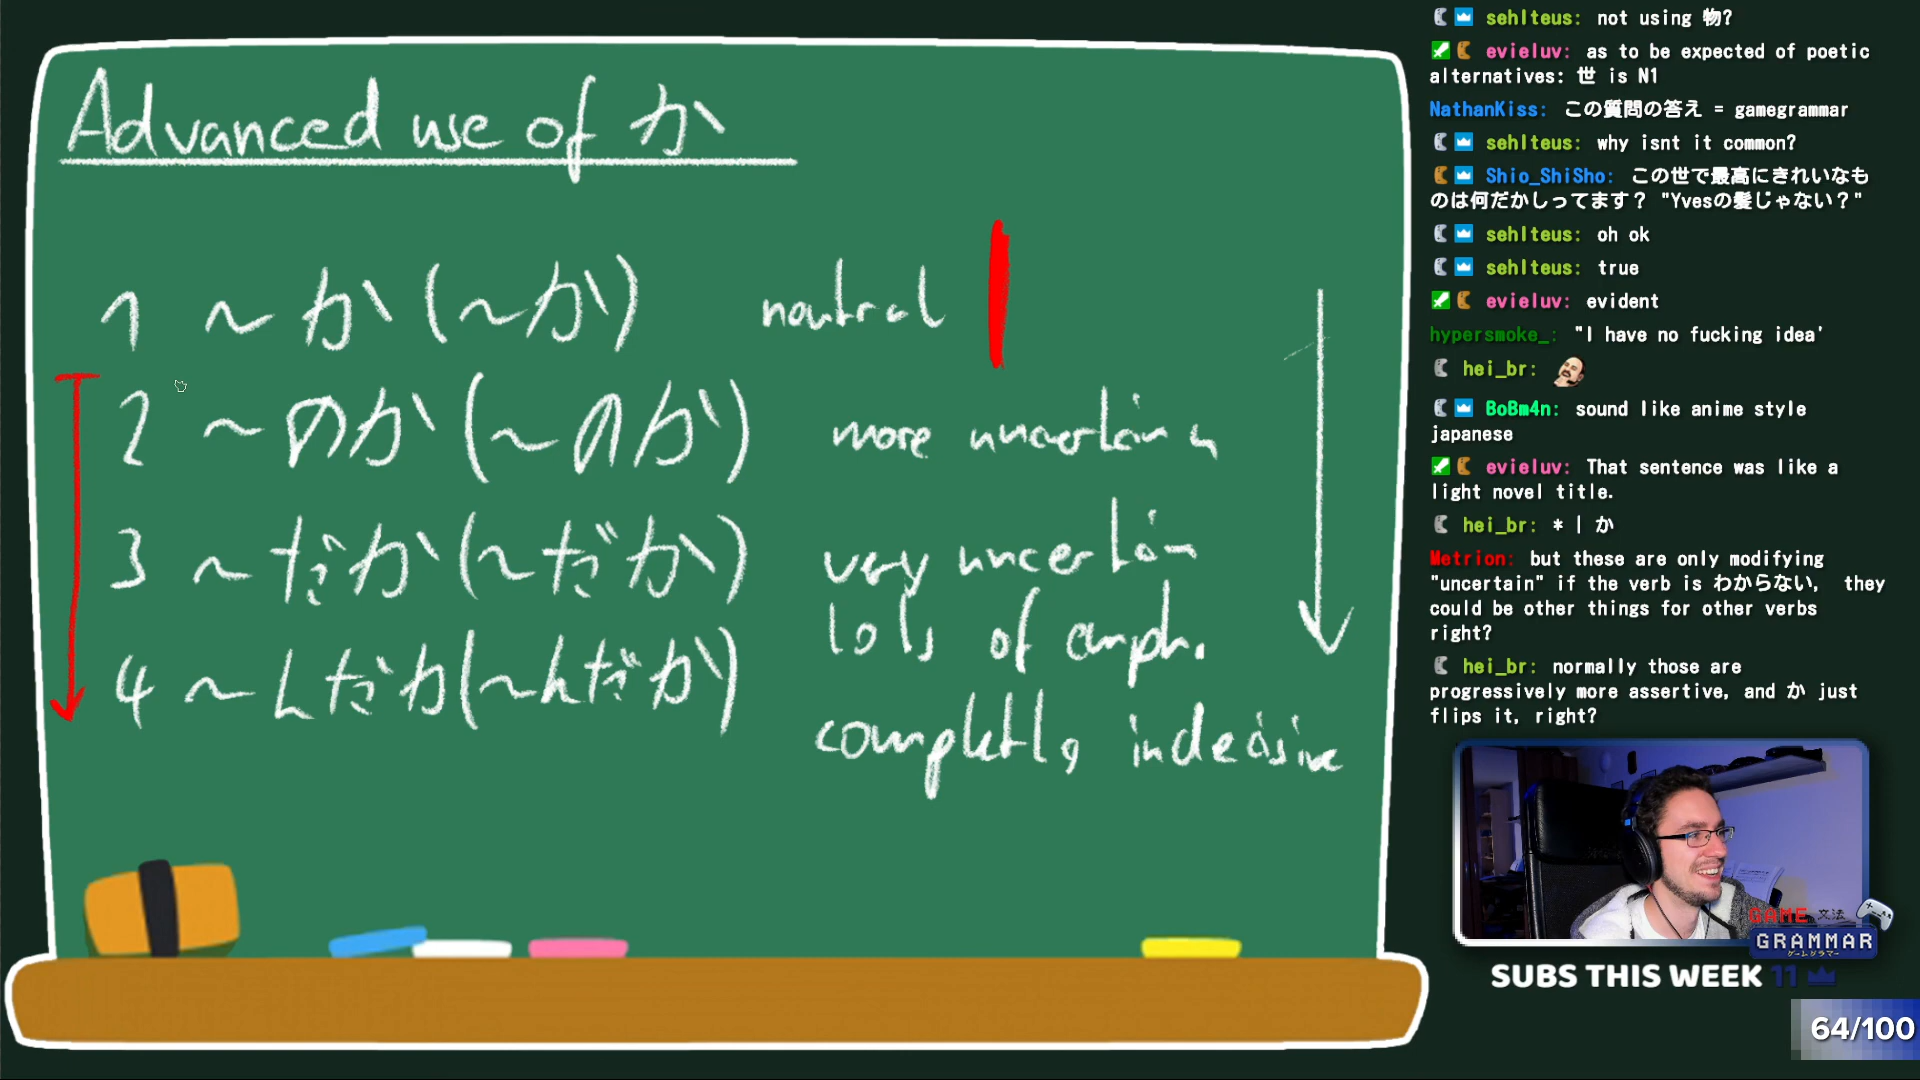 Advanced use of か
1 ~か (~か) neutral
2 ~のか (~のか) more uncertain
3 ~だか (~だか) very uncertain
lots of emph.
4 ~んだか (~んだか)
completly indecisive
sehlteus: not using 物?
evieluv: as to be expected of poetic
alternatives: 世 is N1
NathanKiss: この質問の答え = gamegrammar
sehlteus: why isnt it common?
Shio_ShiSho: この世で最高にきれいなも
のは何だかしってます? "Yvesの髪じゃない?"
sehlteus: oh ok
sehlteus: true
evieluv: evident
hypersmoke_: "I have no fucking idea'
hei_br:
BoBm4n: sound like anime style
japanese
evieluv: That sentence was like a
light novel title.
hei_br: * | か
Metrion: but these are only modifying
"uncertain" if the verb is わからない, they
could be other things for other verbs
right?
hei_br: normally those are
progressively more assertive, and か just
flips it, right?
GAME 文法
GRAMMAR
ゲームグラマー
SUBS THIS WEEK 11
64/100